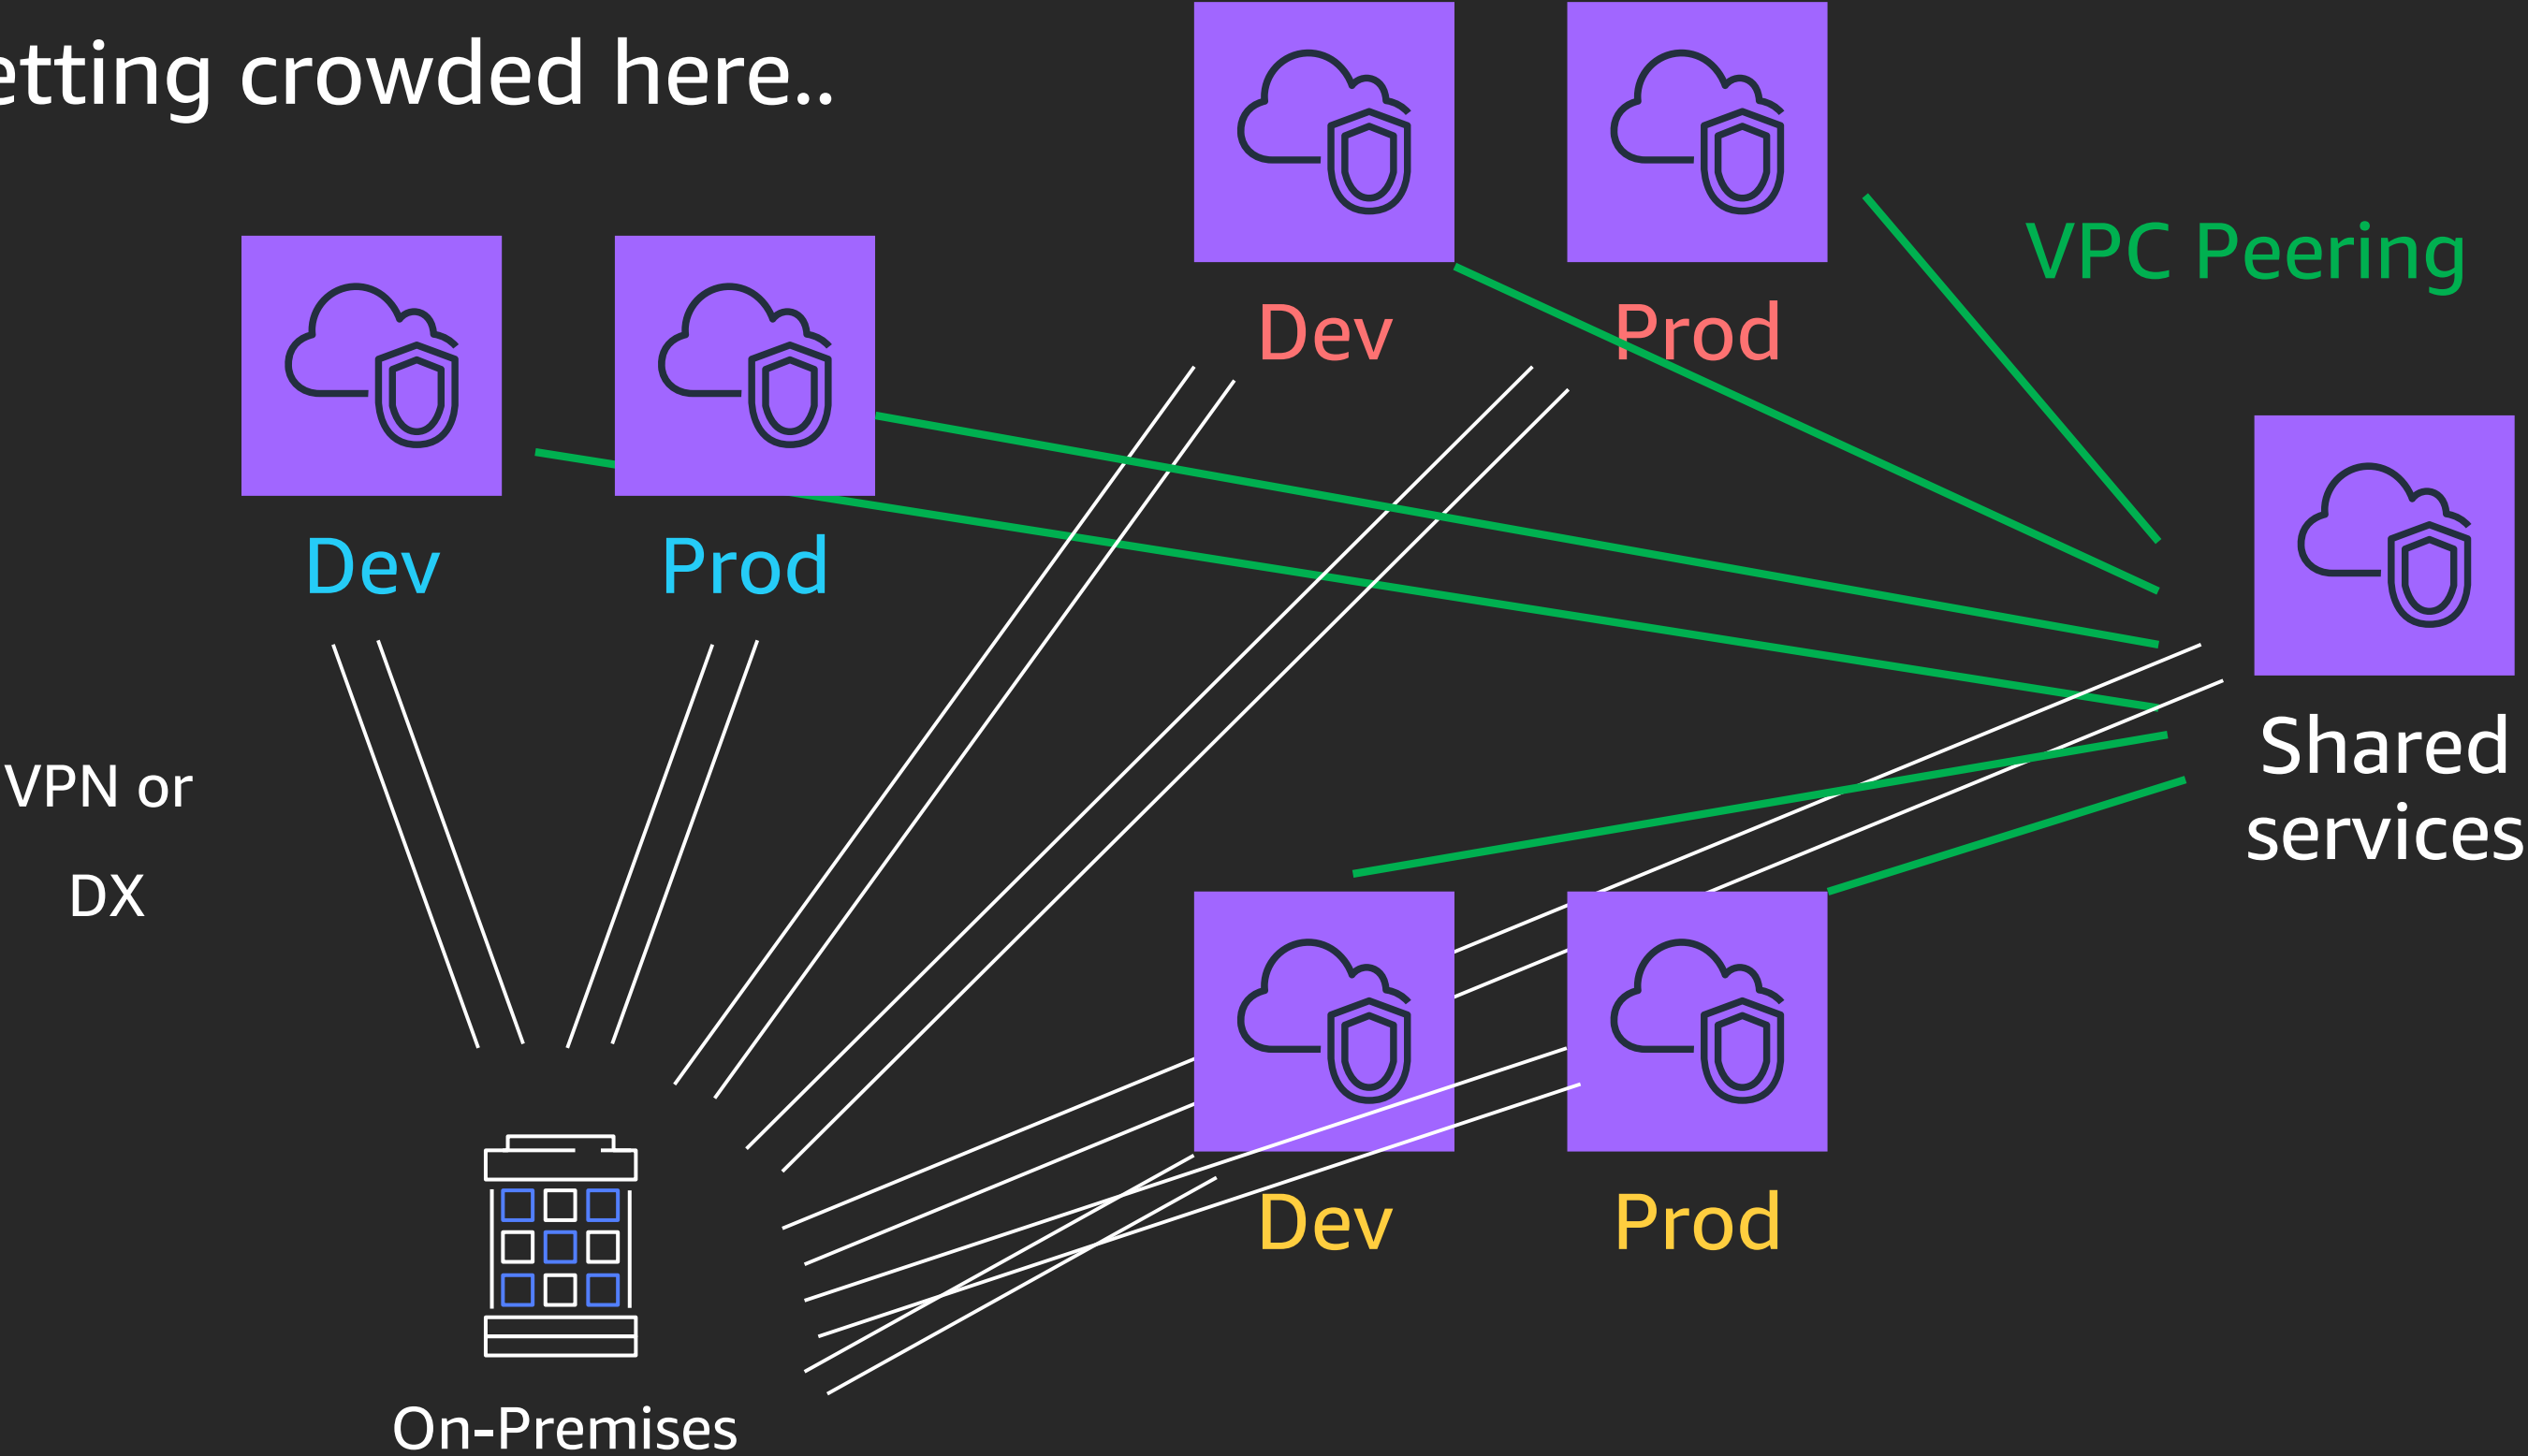 etting crowded here..
VPC Peering
Dev
Prod
Dev
Prod
Shared
services
VPN or
DX
Dev
Prod
On-Premises